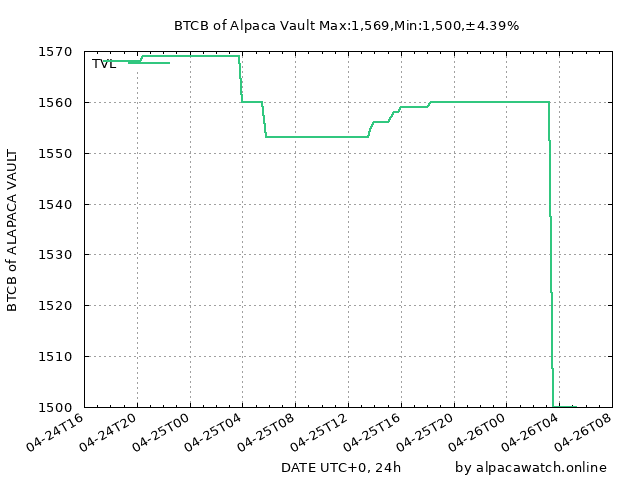 BTCB of Alpaca Vault Max:1,569,Min:1,500,±4.39%
TVL
1570
1560
1550
1540
1530
1520
1510
1500
BTCB of ALAPACA VAULT
04-24T16
04-24T20
04-25T00
04-25T04
04-25T08
04-25T12
04-25T16
04-25T20
04-26T00
04-26T04
04-26T08
DATE UTC+0, 24h
by alpacawatch.online